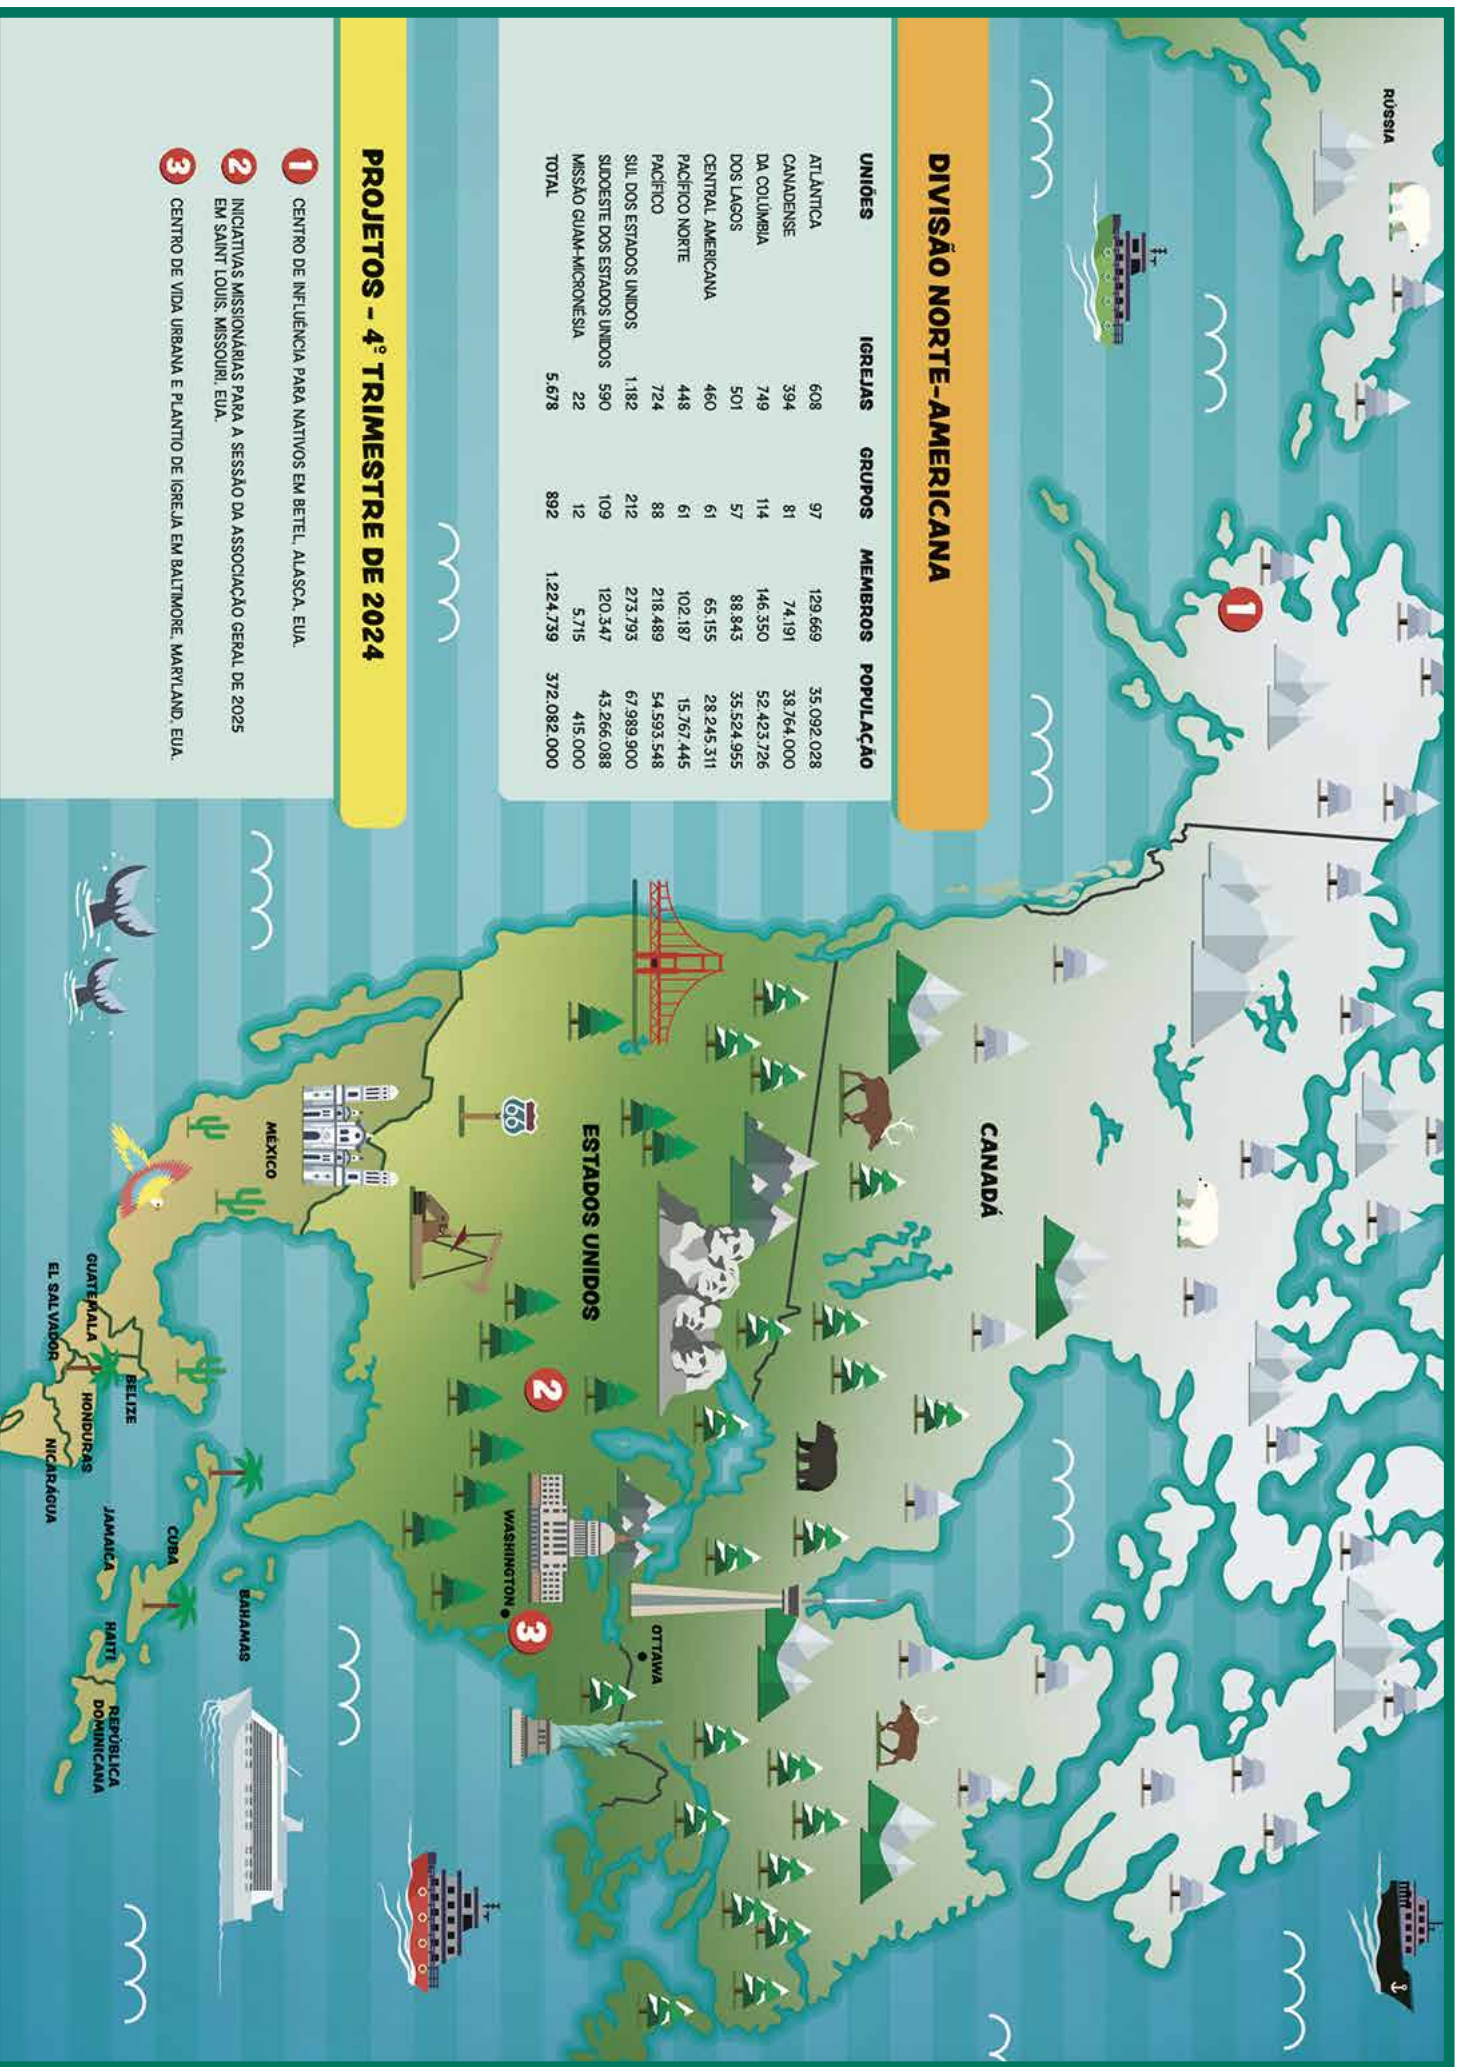 DIVISÃO NORTE-AMERICANA
UNIÕES IGREJAS GRUPOS MEMBROS POPULAÇÃO
ATLÂNTICA 608 97 129.669 35.092.028
CANADENSE 394 81 74.191 38.764.000
DA COLÚMBIA 749 114 146.350 52.423.726
DOS LAGOS 501 57 88.843 35.524.955
CENTRAL AMERICANA 460 61 65.155 28.245.311
PACÍFICO NORTE 448 61 102.187 15.767.445
PACÍFICO 724 88 218.489 54.593.548
SUL DOS ESTADOS UNIDOS 1.182 212 273.793 67.989.900
SUDOESTE DOS ESTADOS UNIDOS 590 109 120.347 43.266.088
MISSÃO GUAM-MICRONÉSIA 22 12 5.715 415.000
TOTAL 5.678 892 1.224.739 372.082.000
PROJETOS - 4º TRIMESTRE DE 2024
1 CENTRO DE INFLUÊNCIA PARA NATIVOS EM BETEL, ALASCA, EUA.
2 INICIATIVAS MISSIONÁRIAS PARA A SESSÃO DA ASSOCIAÇÃO GERAL DE 2025
EM SAINT LOUIS, MISSOURI, EUA.
3 CENTRO DE VIDA URBANA E PLANTIO DE IGREJA EM BALTIMORE, MARYLAND, EUA.
RÚSSIA
1
CANADÁ
OTTAWA
ESTADOS UNIDOS
66
2
WASHINGTON
3
MÉXICO
BAHAMAS
CUBA
BELIZE
JAMAICA
HAITI
REPÚBLICA
DOMINICANA
GUATEMALA
HONDURAS
EL SALVADOR
NICARÁGUA